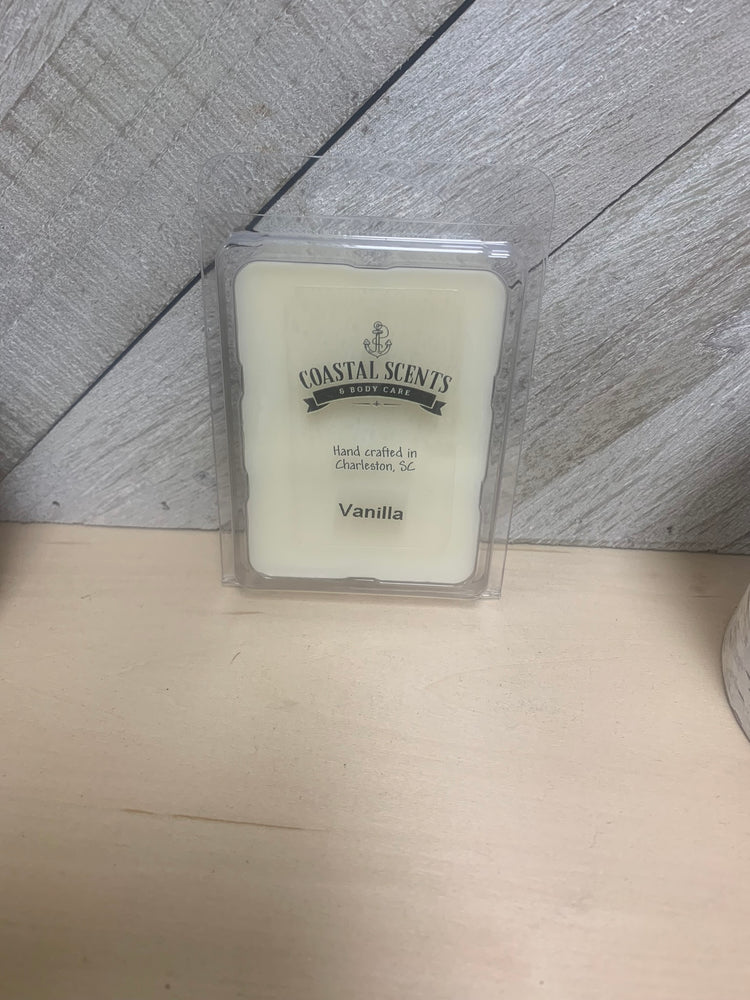 COASTAL SCENTS
& BODY CARE
Hand crafted in
Charleston, SC
Vanilla